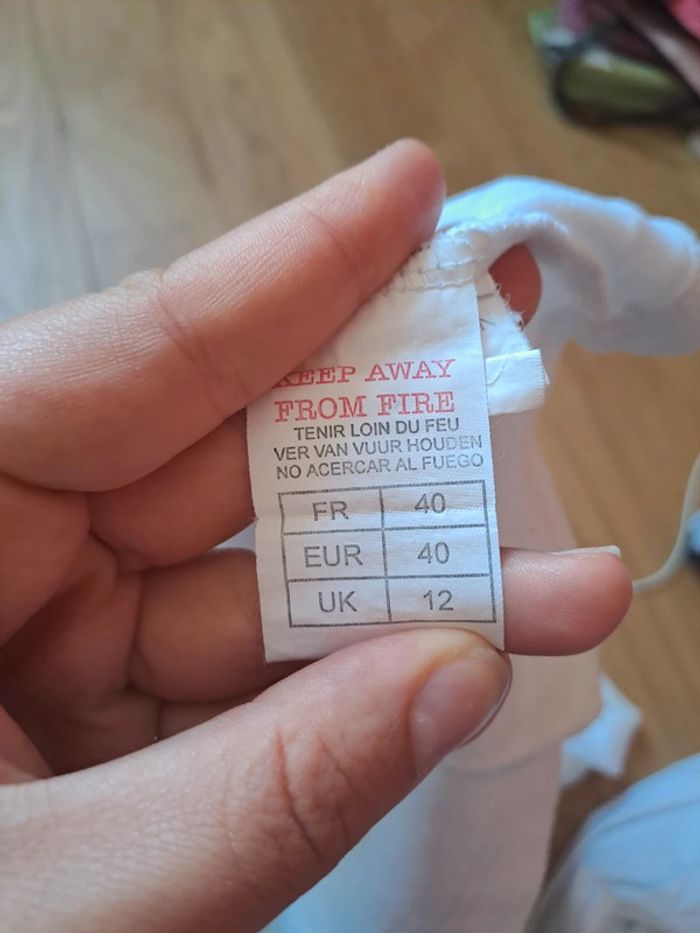 KEEP AWAY
FROM FIRE
TENIR LOIN DU FEU
VER VAN VUUR HOUDEN
NO ACERCAR AL FUEGO
FR 40
EUR 40
UK 12